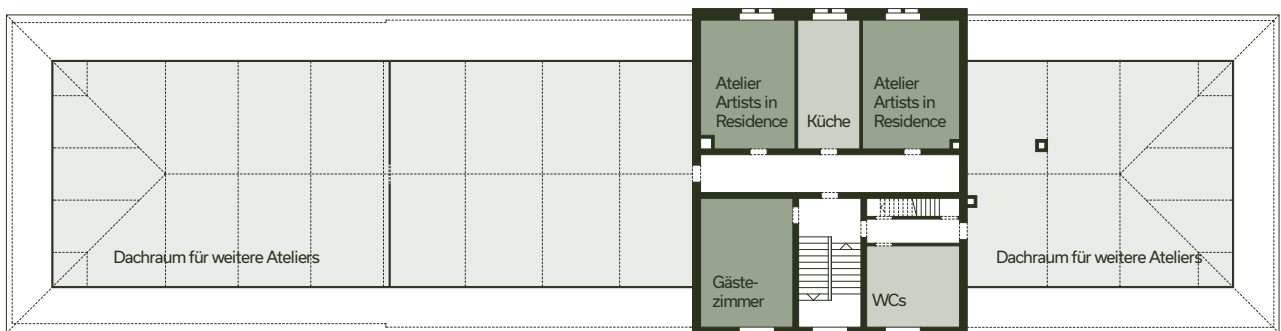 Atelier
Artists in
Residence
Küche
Atelier
Artists in
Residence
Dachraum für weitere Ateliers
Gäste-
zimmer
WCs
Dachraum für weitere Ateliers